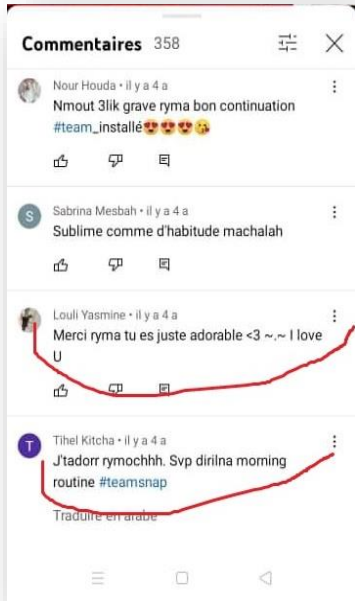 Commentaires 358
Nour Houda • il y a 4 a
Nmout 3lik grave ryma bon continuation
#team_installé😍😍😍😘
S
Sabrina Mesbah • il y a 4 a
Sublime comme d'habitude machalah
Louli Yasmine • il y a 4 a
Merci ryma tu es juste adorable <3 ~.~ I love
U
T
Tihel Kitcha • il y a 4 a
J'tadorr rymochhh. Svp dirilna morning
routine #teamsnap
Traduire en arabe